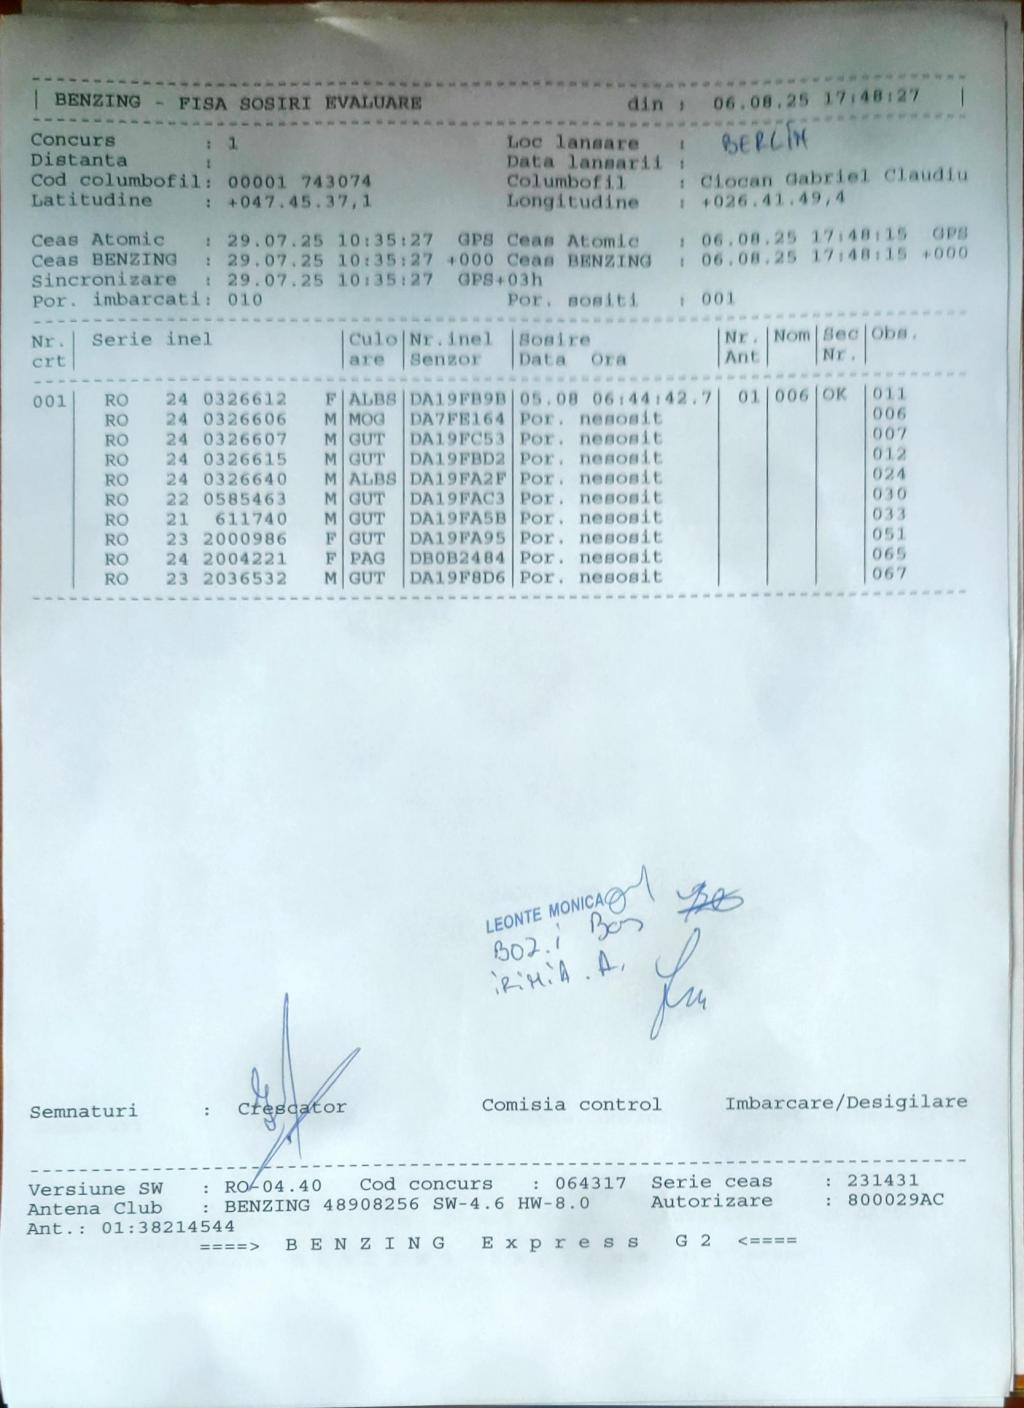 BENZING - FISA SOSIRI EVALUARE din : 06.08.25 17:48:27
Concurs : 1 Loc lansare : BERLIN
Distanta : Data lansarii :
Cod columbofil: 00001 743074 Columbofil : Ciocan Gabriel Claudiu
Latitudine : +047.45.37,1 Longitudine : +026.41.49,4
Ceas Atomic : 29.07.25 10:35:27 GPS Ceas Atomic : 06.08.25 17:48:15 GPS
Ceas BENZING : 29.07.25 10:35:27 +000 Ceas BENZING : 06.08.25 17:48:15 +000
Sincronizare : 29.07.25 10:35:27 GPS+03h
Por. imbarcati: 010 Por. sositi : 001
Nr. | Serie inel | Culo | Nr.inel | Sosire | Nr. | Nom | Sec | Obs.
crt | | are | Senzor | Data Ora | Ant | | Nr. |
001 | RO 24 0326612 F | ALBS | DA19FB9B | 05.08 06:44:42.7 | 01 | 006 | OK | 011
RO 24 0326606 M | MOG | DA7FE164 | Por. nesosit | 006
RO 24 0326607 M | GUT | DA19FC53 | Por. nesosit | 007
RO 24 0326615 M | GUT | DA19FBD2 | Por. nesosit | 012
RO 24 0326640 M | ALBS | DA19FA2F | Por. nesosit | 024
RO 22 0585463 M | GUT | DA19FAC3 | Por. nesosit | 030
RO 21 611740 M | GUT | DA19FA5B | Por. nesosit | 033
RO 23 2000986 F | GUT | DA19FA95 | Por. nesosit | 051
RO 24 2004221 F | PAG | DB0B2484 | Por. nesosit | 065
RO 23 2036532 M | GUT | DA19F8D6 | Por. nesosit | 067
LEONTE MONICA
IRIMIA . A.
Semnaturi : Crescator Comisia control Imbarcare/Desigilare
Versiune SW : RO-04.40 Cod concurs : 064317 Serie ceas : 231431
Antena Club : BENZING 48908256 SW-4.6 HW-8.0 Autorizare : 800029AC
Ant.: 01:38214544
====> B E N Z I N G E x p r e s s G 2 <====